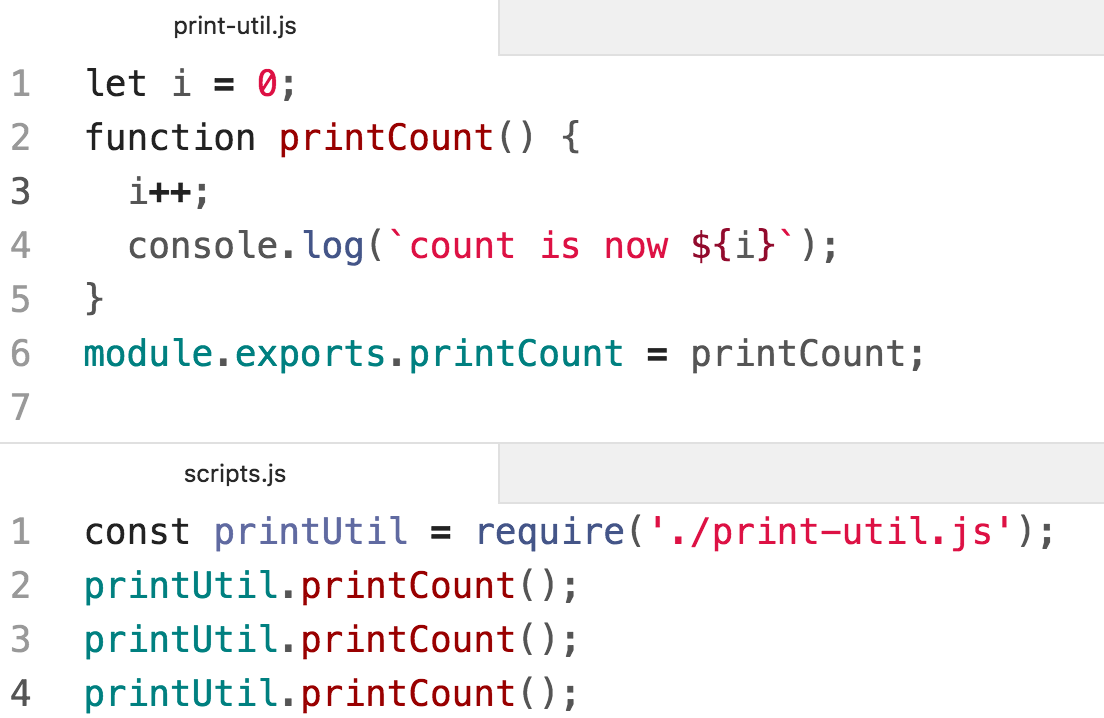 print-util.js
1 let i = 0;
2 function printCount() {
3   i++;
4   console.log(`count is now ${i}`);
5 }
6 module.exports.printCount = printCount;
7
scripts.js
1 const printUtil = require('./print-util.js');
2 printUtil.printCount();
3 printUtil.printCount();
4 printUtil.printCount();